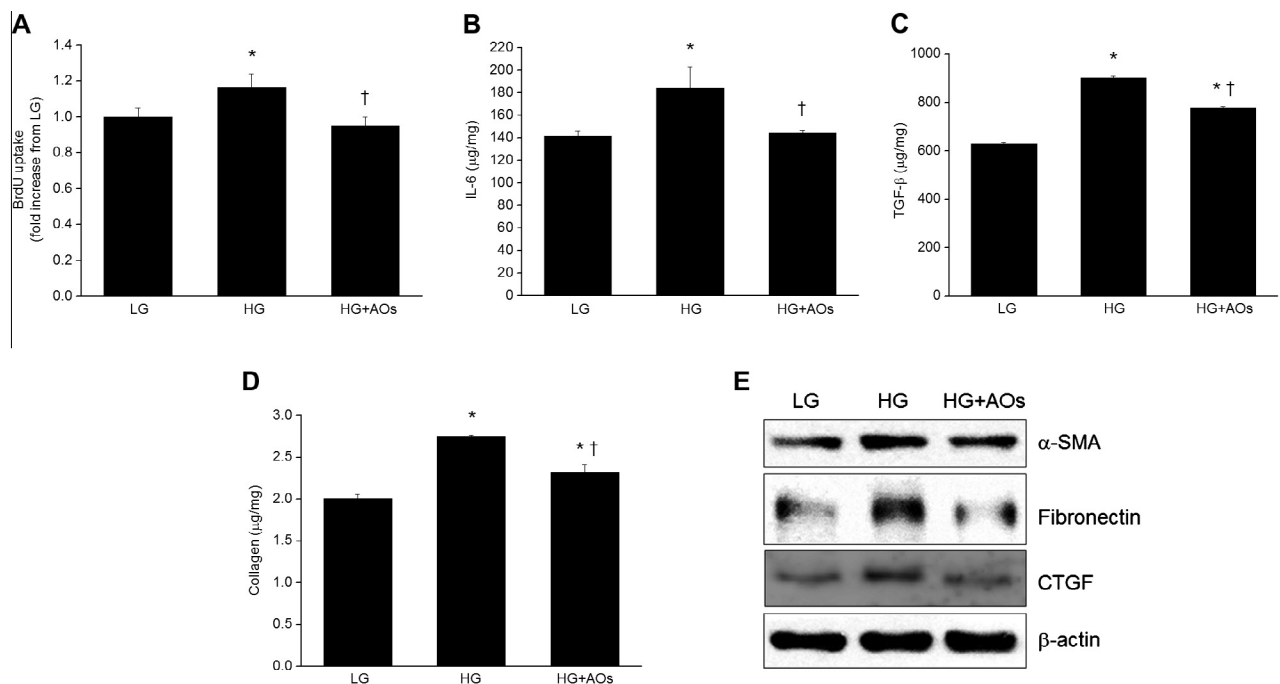 A
BrdU uptake
(fold increase from LG)
1.4
1.2
1.0
0.8
0.6
0.4
0.2
0.0
*
†
LG HG HG+AOs
B
IL-6 (µg/mg)
220
200
180
160
140
120
100
80
60
40
20
0
*
†
LG HG HG+AOs
C
TGF-β (µg/mg)
1000
800
600
400
200
0
*
* †
LG HG HG+AOs
D
Collagen (µg/mg)
3.0
2.5
2.0
1.5
1.0
0.5
0.0
*
* †
LG HG HG+AOs
E
LG HG HG+AOs
α-SMA
Fibronectin
CTGF
β-actin